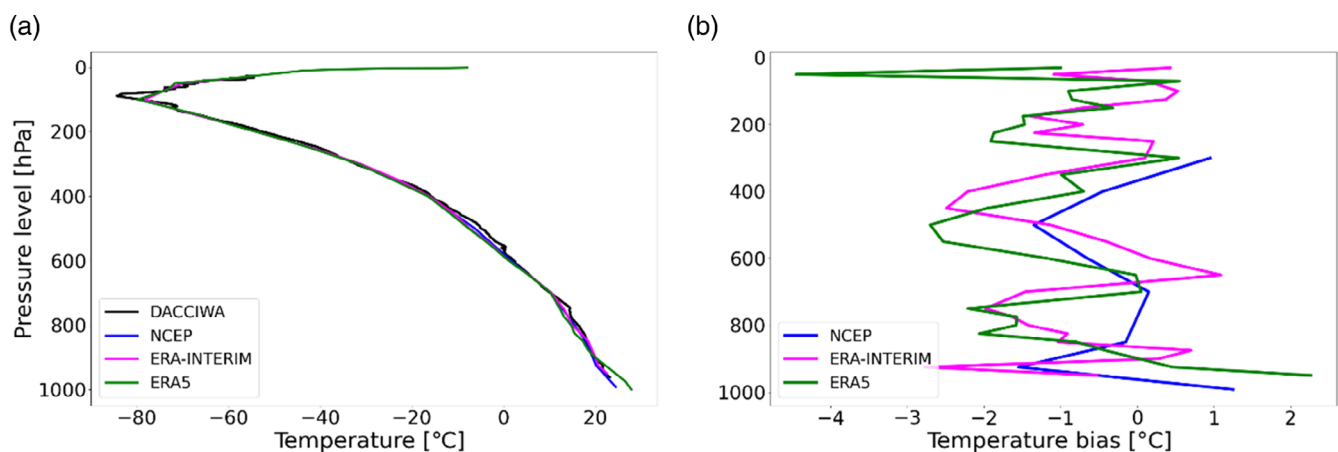 (a)
Pressure level [hPa]
0
200
400
600
800
1000
DACCIWA
NCEP
ERA-INTERIM
ERA5
−80 −60 −40 −20 0 20
Temperature [°C]
(b)
0
200
400
600
800
1000
NCEP
ERA-INTERIM
ERA5
−4 −3 −2 −1 0 1 2
Temperature bias [°C]